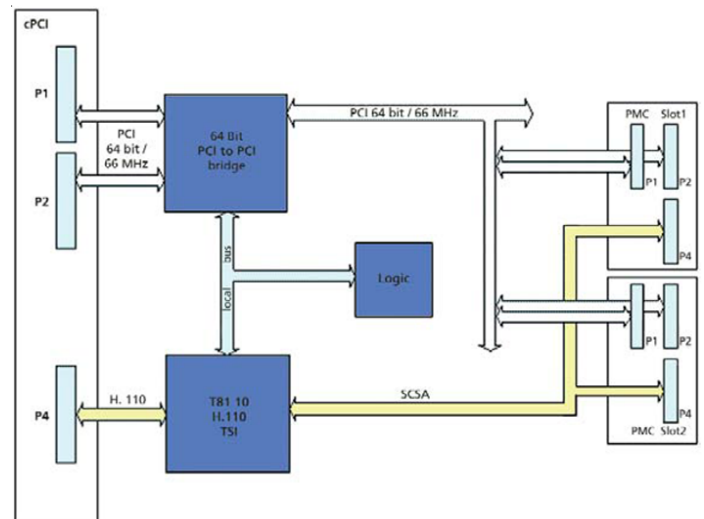 cPCI
P1
PCI
64 bit /
66 MHz
P2
64 Bit
PCI to PCI
bridge
PCI 64 bit / 66 MHz
PMC Slot1
P1 P2
P4
bus
local
Logic
P1 P2
P4
PMC Slot2
P4
H. 110
T81 10
H.110
TSI
SCSA